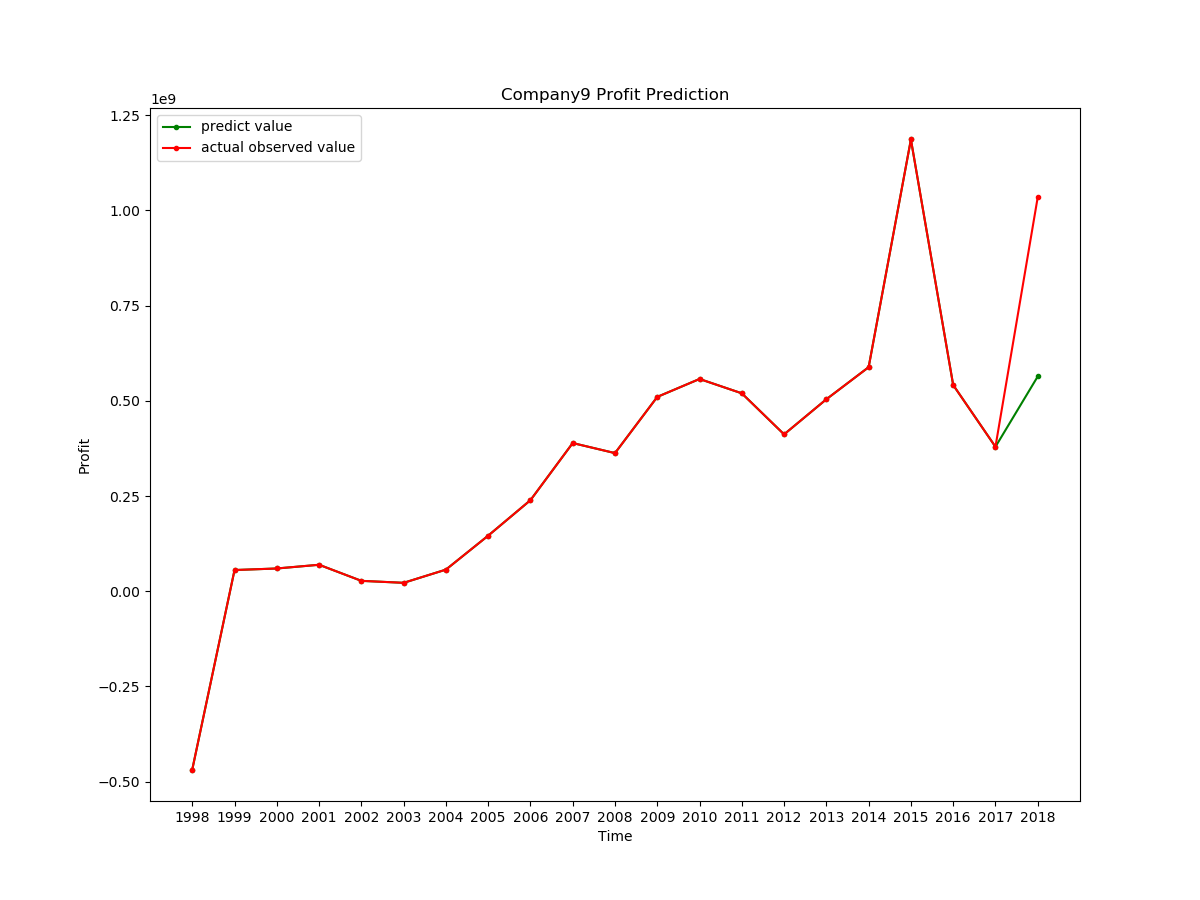 Company9 Profit Prediction
1e9
predict value
actual observed value
1.25
1.00
0.75
0.50
0.25
0.00
−0.25
−0.50
Profit
1998 1999 2000 2001 2002 2003 2004 2005 2006 2007 2008 2009 2010 2011 2012 2013 2014 2015 2016 2017 2018
Time